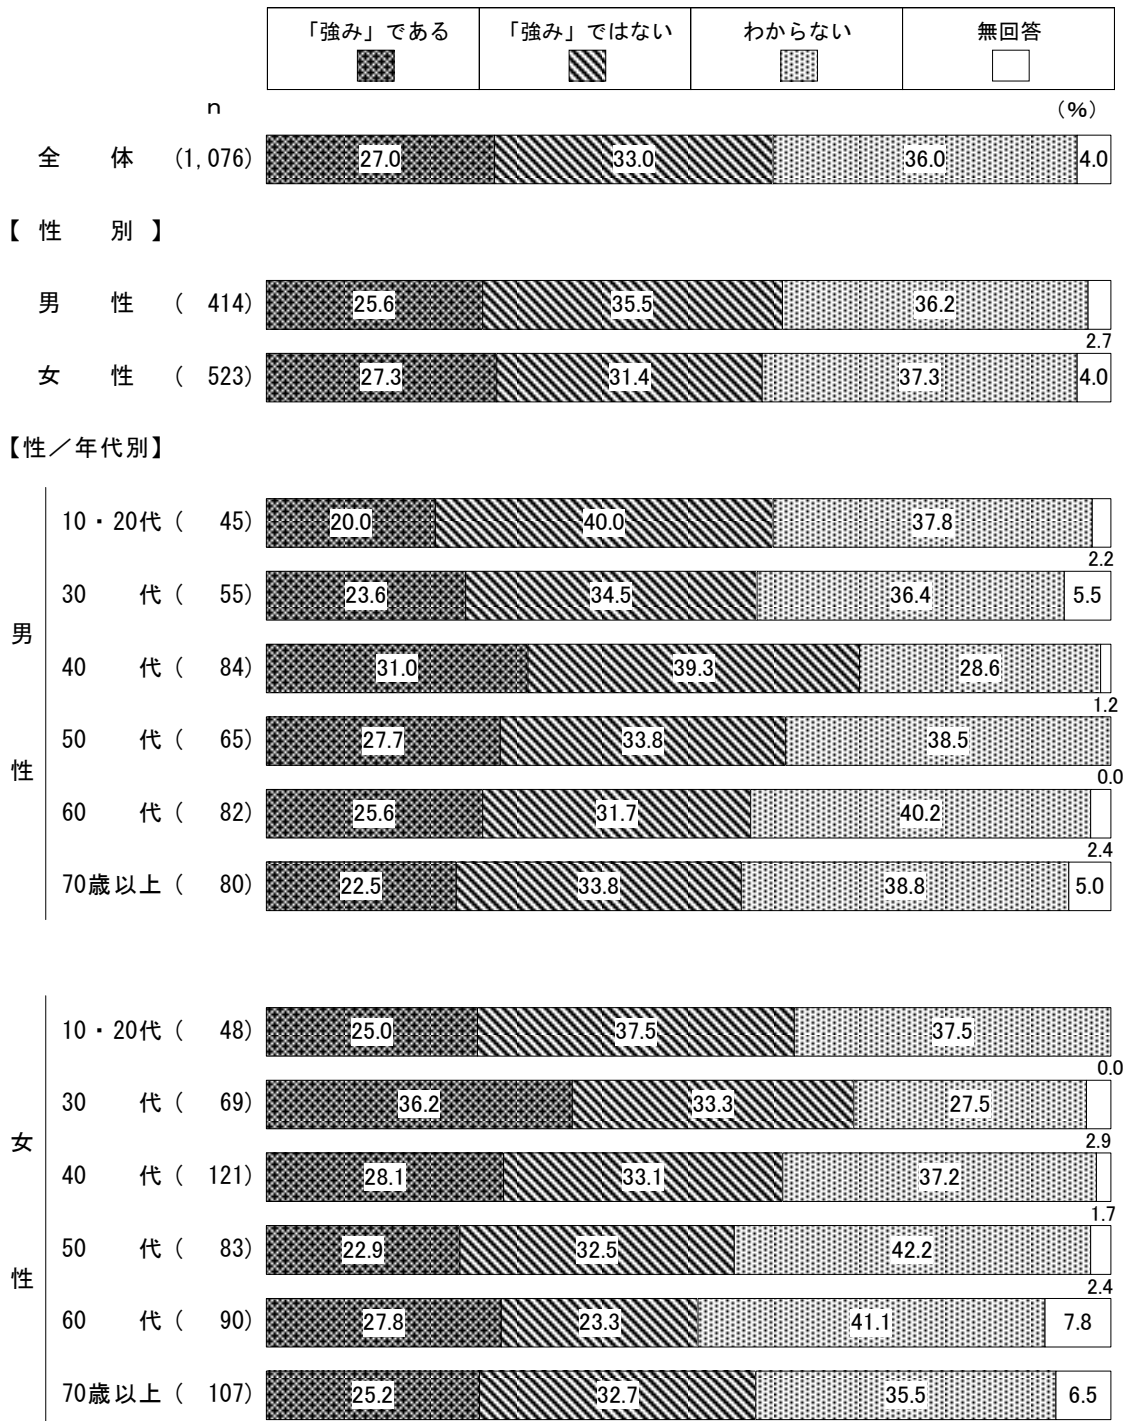 「強み」である 「強み」ではない わからない 無回答
n (%)
全 体 (1,076) 27.0 33.0 36.0 4.0
【 性 別 】
男 性 ( 414) 25.6 35.5 36.2
2.7
女 性 ( 523) 27.3 31.4 37.3 4.0
【性／年代別】
男性
10・20代 ( 45) 20.0 40.0 37.8
2.2
30 代 ( 55) 23.6 34.5 36.4 5.5
40 代 ( 84) 31.0 39.3 28.6
1.2
50 代 ( 65) 27.7 33.8 38.5
0.0
60 代 ( 82) 25.6 31.7 40.2
2.4
70歳以上 ( 80) 22.5 33.8 38.8 5.0
女性
10・20代 ( 48) 25.0 37.5 37.5
0.0
30 代 ( 69) 36.2 33.3 27.5
2.9
40 代 ( 121) 28.1 33.1 37.2
1.7
50 代 ( 83) 22.9 32.5 42.2
2.4
60 代 ( 90) 27.8 23.3 41.1 7.8
70歳以上 ( 107) 25.2 32.7 35.5 6.5